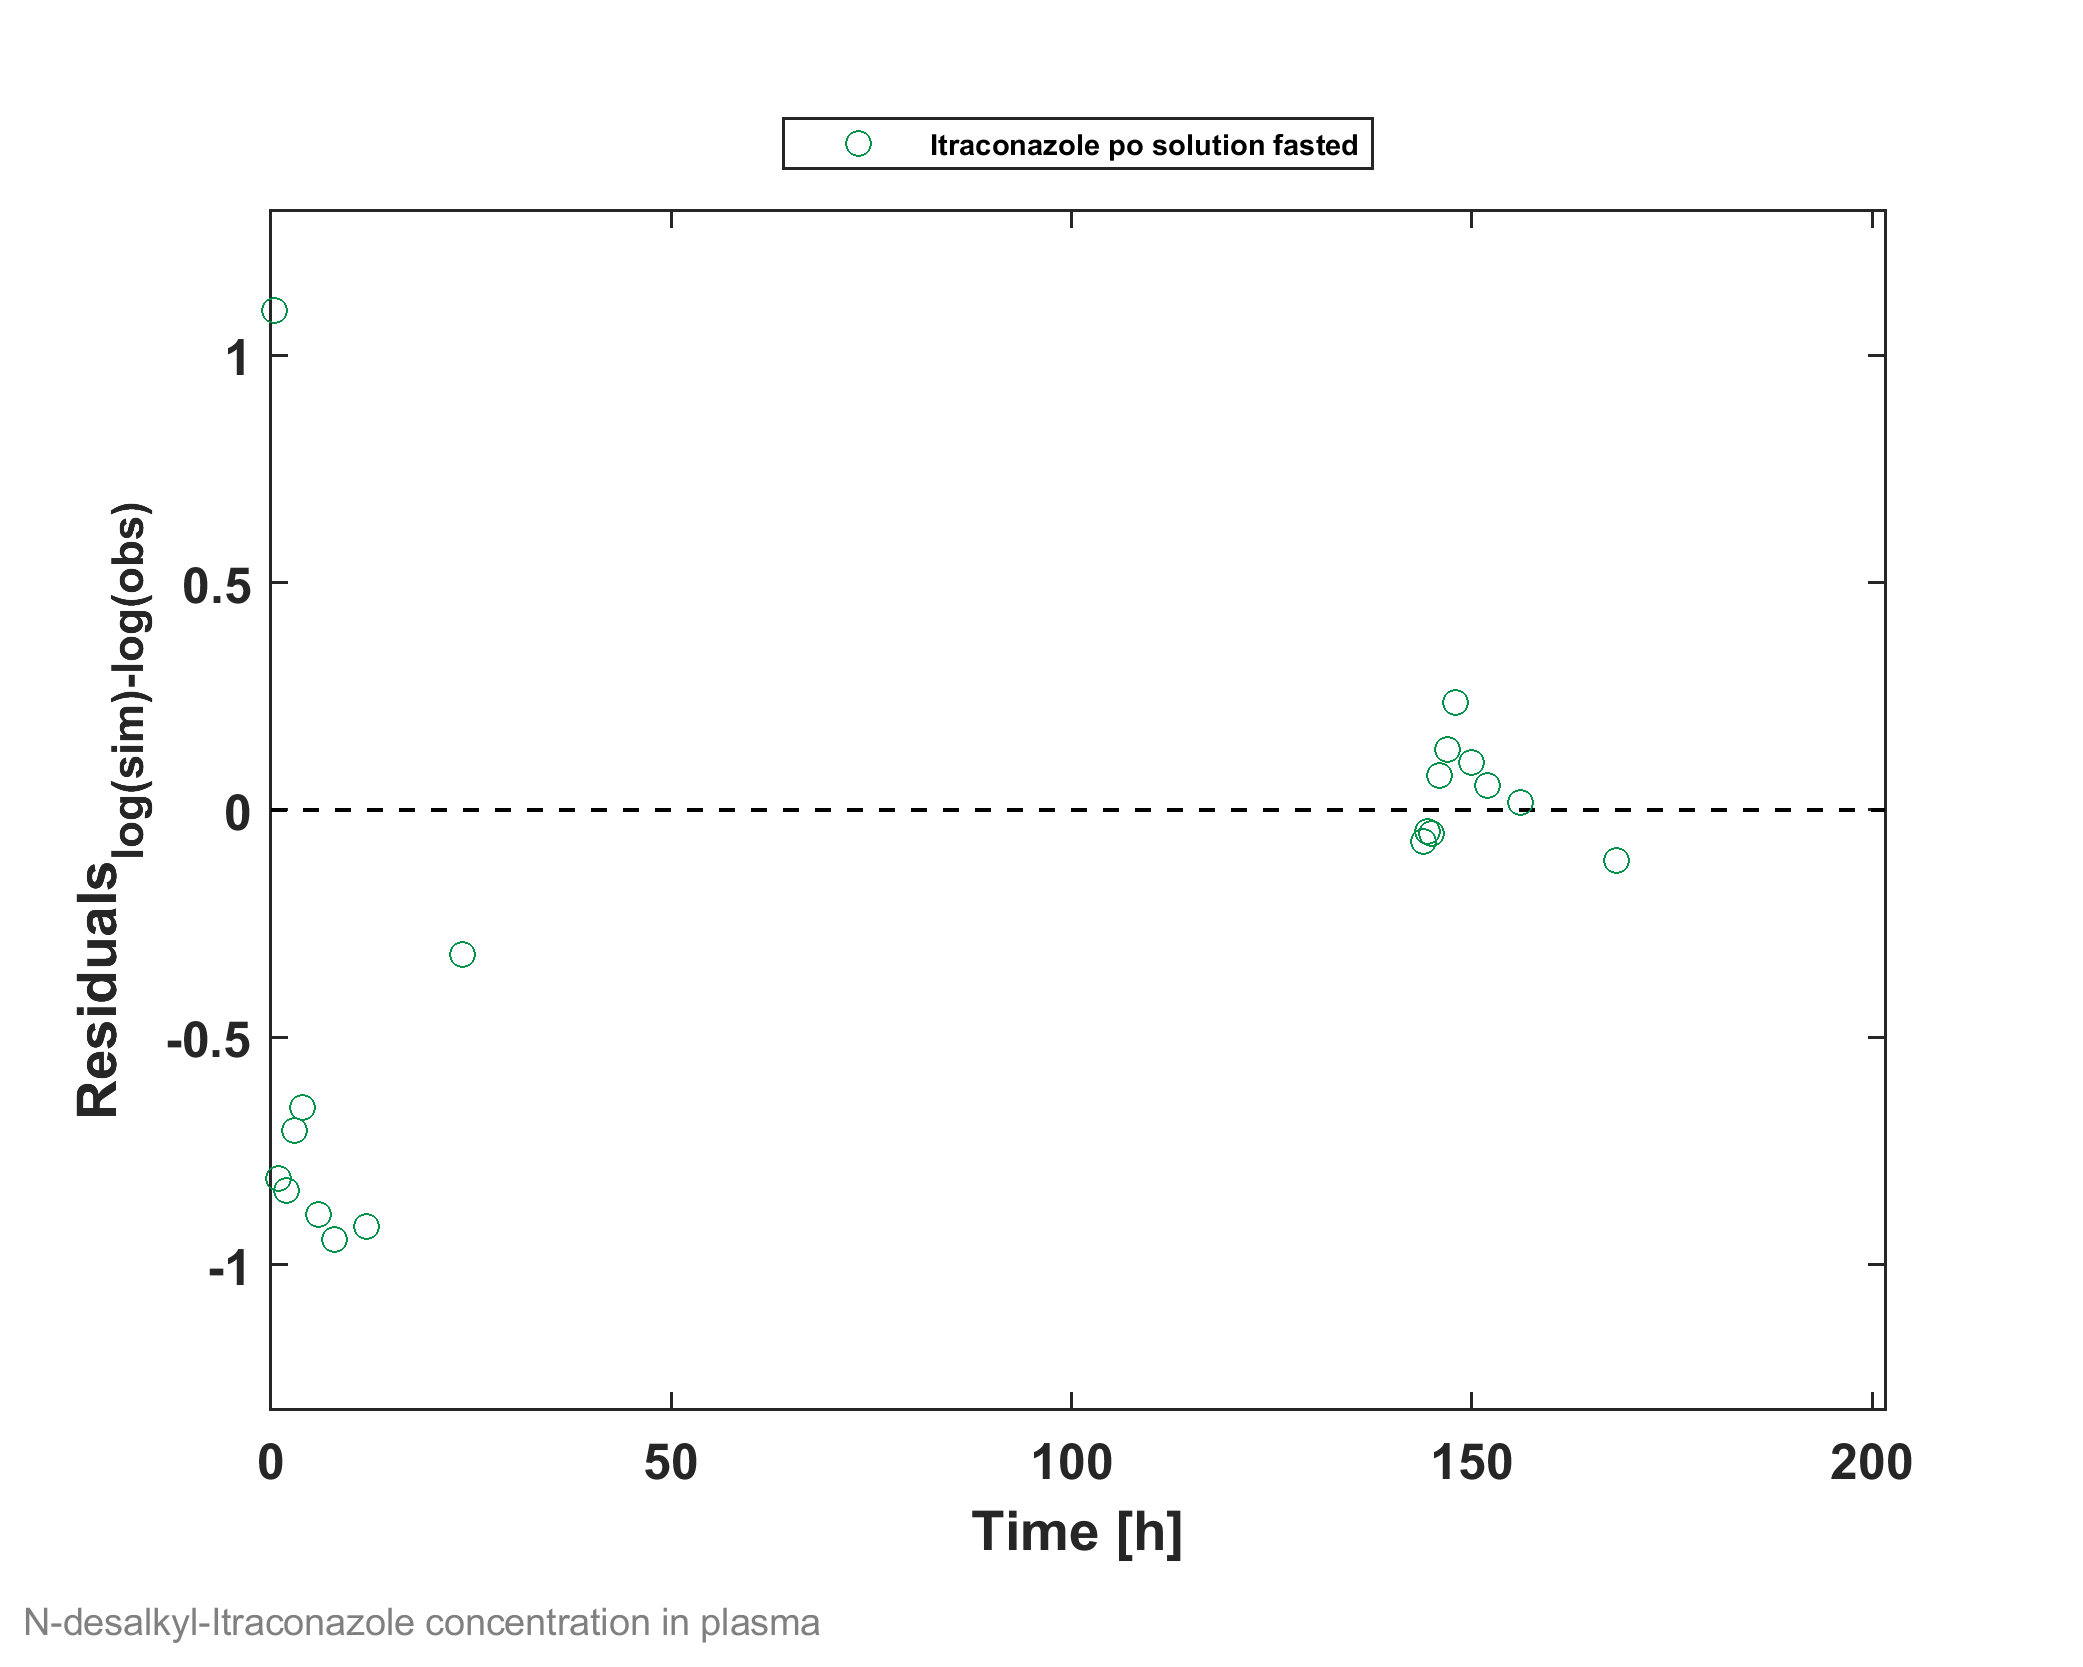 Itraconazole po solution fasted
1
0.5
0
-0.5
-1
Residuals log(sim)-log(obs)
0 50 100 150 200
Time [h]
N-desalkyl-Itraconazole concentration in plasma